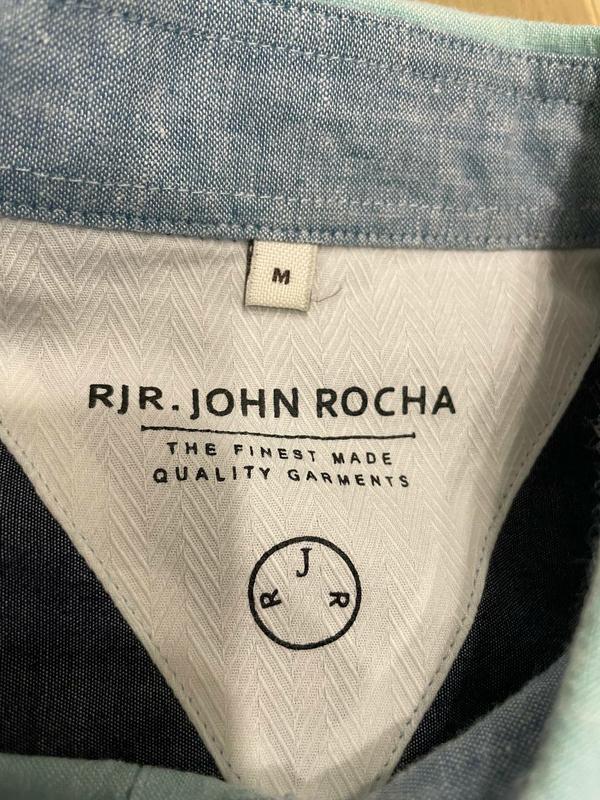 M
RJR.JOHN ROCHA
THE FINEST MADE
QUALITY GARMENTS
J
R R